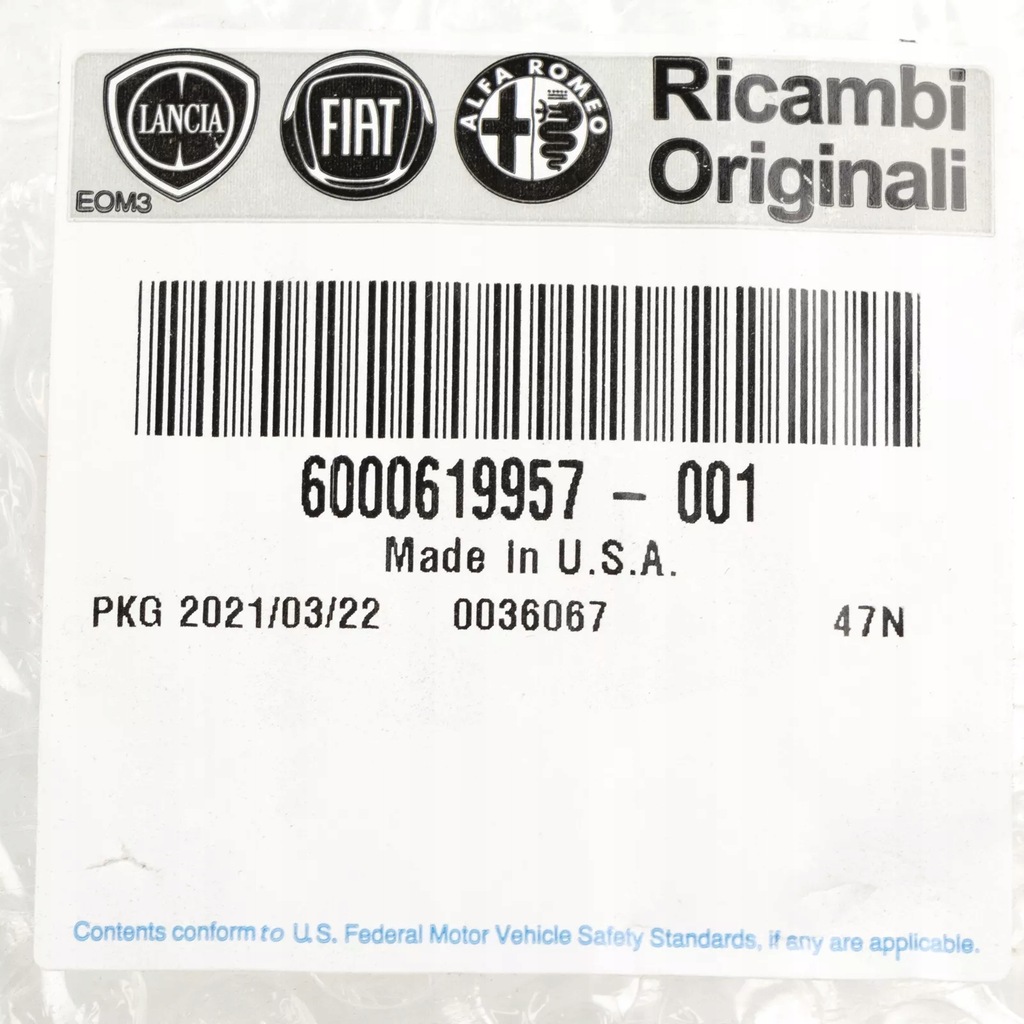 LANCIA
FIAT
ALFA ROMEO
Ricambi
Originali
EOM3
6000619957 - 001
Made In U.S.A.
PKG 2021/03/22 0036067 47N
Contents conform to U.S. Federal Motor Vehicle Safety Standards, if any are applicable.